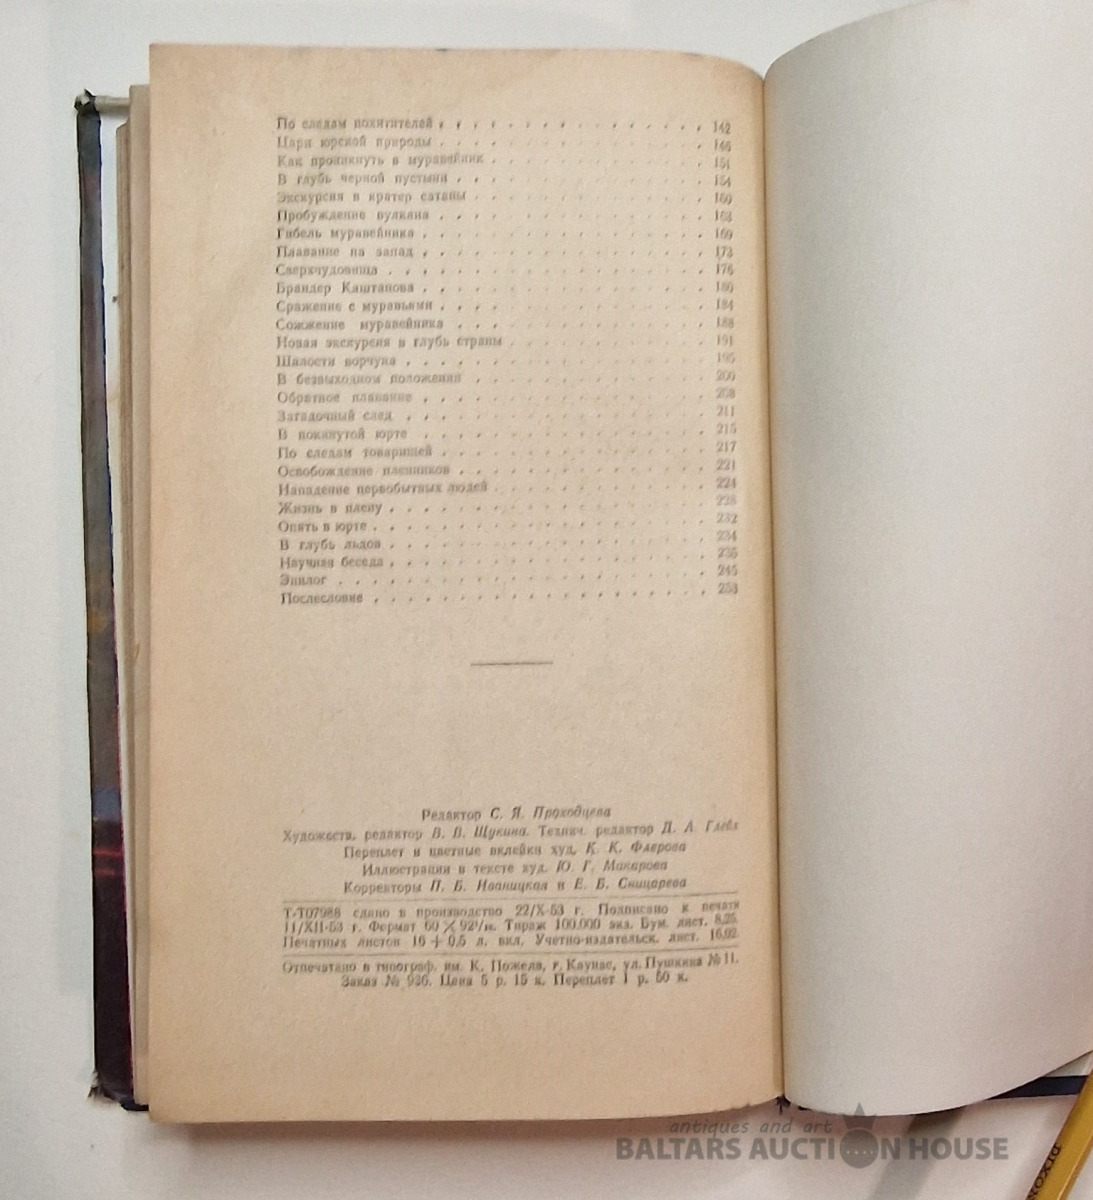 По следам похитителей . . . . . . . . . . . . . . . 142
Цари юрской природы . . . . . . . . . . . . . . . 146
Как проникнуть в муравейник . . . . . . . . . . . . 151
В глубь черной пустыни . . . . . . . . . . . . . . 154
Экскурсия в кратер сатаны . . . . . . . . . . . . . 160
Пробуждение вулкана . . . . . . . . . . . . . . . 163
Гибель муравейника . . . . . . . . . . . . . . . . 169
Плавание на запад . . . . . . . . . . . . . . . . 173
Сверхчудовища . . . . . . . . . . . . . . . . . . 176
Брандер Каштанова . . . . . . . . . . . . . . . . 180
Сражение с муравьями . . . . . . . . . . . . . . . 184
Сожжение муравейника . . . . . . . . . . . . . . . 188
Новая экскурсия в глубь страны . . . . . . . . . . . 191
Шалости ворчуна . . . . . . . . . . . . . . . . . 195
В безвыходном положении . . . . . . . . . . . . . . 200
Обратное плавание . . . . . . . . . . . . . . . . 208
Загадочный след . . . . . . . . . . . . . . . . . 211
В покинутой юрте . . . . . . . . . . . . . . . . . 215
По следам товарищей . . . . . . . . . . . . . . . 217
Освобождение пленников . . . . . . . . . . . . . . 221
Нападение первобытных людей . . . . . . . . . . . . 224
Жизнь в плену . . . . . . . . . . . . . . . . . . 228
Опять в юрте . . . . . . . . . . . . . . . . . . . 232
В глубь льдов . . . . . . . . . . . . . . . . . . 234
Научная беседа . . . . . . . . . . . . . . . . . . 235
Эпилог . . . . . . . . . . . . . . . . . . . . . 245
Послесловие . . . . . . . . . . . . . . . . . . . 253
Редактор С. Я. Проходцева
Художеств. редактор В. В. Щукина. Технич. редактор Д. А. Глейх
Переплет и цветные вклейки худ. К. К. Флерова
Иллюстрации в тексте худ. Ю. Г. Макарова
Корректоры П. Б. Иваницкая и Е. Б. Сницарева
Т-Т07988 сдано в производство 22/X-53 г. Подписано к печати
11/XII-53 г. Формат 60 × 92¹/₁₆. Тираж 100.000 экз. Бум. лист. 8,25.
Печатных листов 16 + 0,5 л. вкл. Учетно-издательск. лист. 16,02.
Отпечатано в типограф. им. К. Пожела, г. Каунас, ул. Пушкина № 11.
Заказ № 936. Цена 5 р. 15 к. Переплет 1 р. 50 к.
antiques and art
BALTARS AUCTION HOUSE